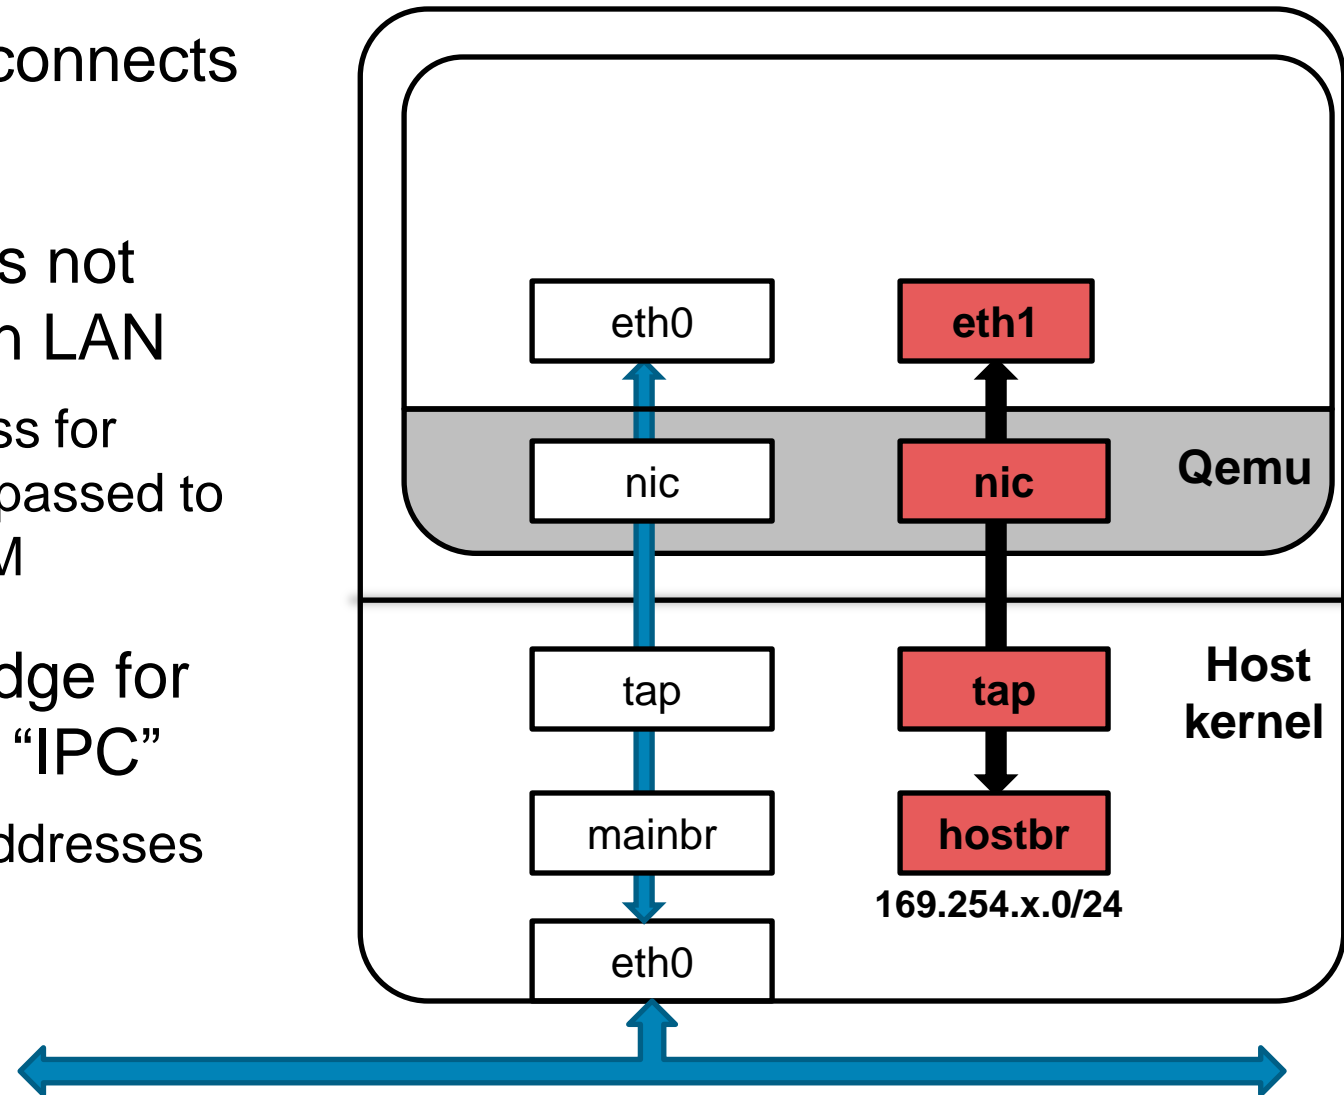 connects
s not
n LAN
ss for
passed to
M
dge for
"IPC"
ddresses
eth0
eth1
nic
nic
Qemu
tap
tap
Host
kernel
mainbr
hostbr
169.254.x.0/24
eth0